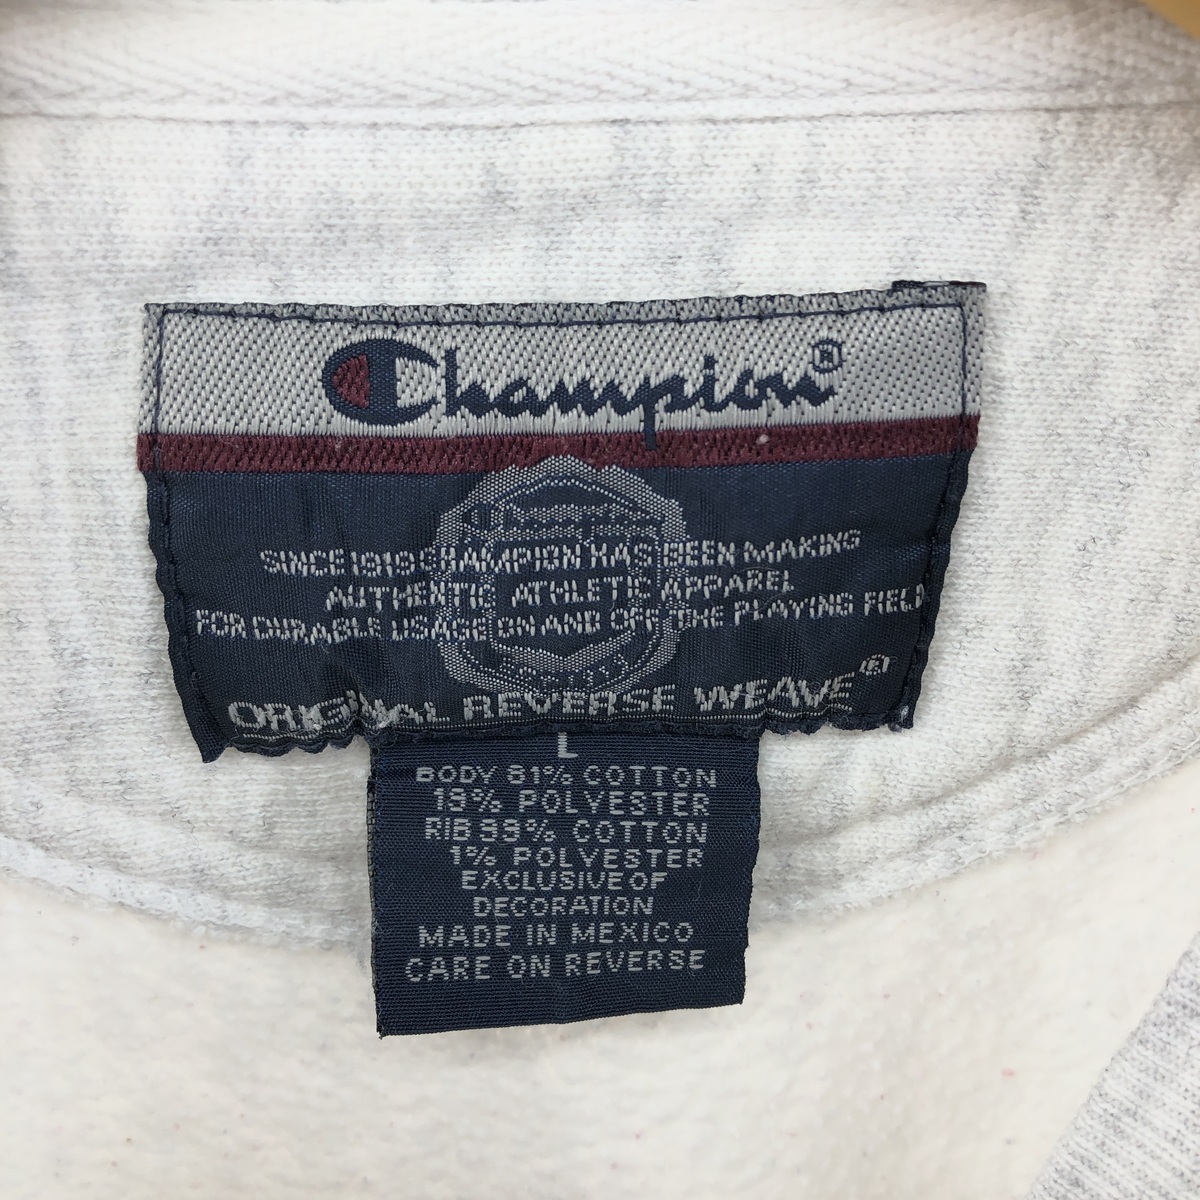 Champion®
Champion
SINCE 1919 CHAMPION HAS BEEN MAKING
AUTHENTIC ATHLETIC APPAREL
FOR DURABLE USAGE ON AND OFF THE PLAYING FIELD
ORIGINAL REVERSE WEAVE®
L
BODY 81% COTTON
19% POLYESTER
RIB 99% COTTON
1% POLYESTER
EXCLUSIVE OF
DECORATION
MADE IN MEXICO
CARE ON REVERSE